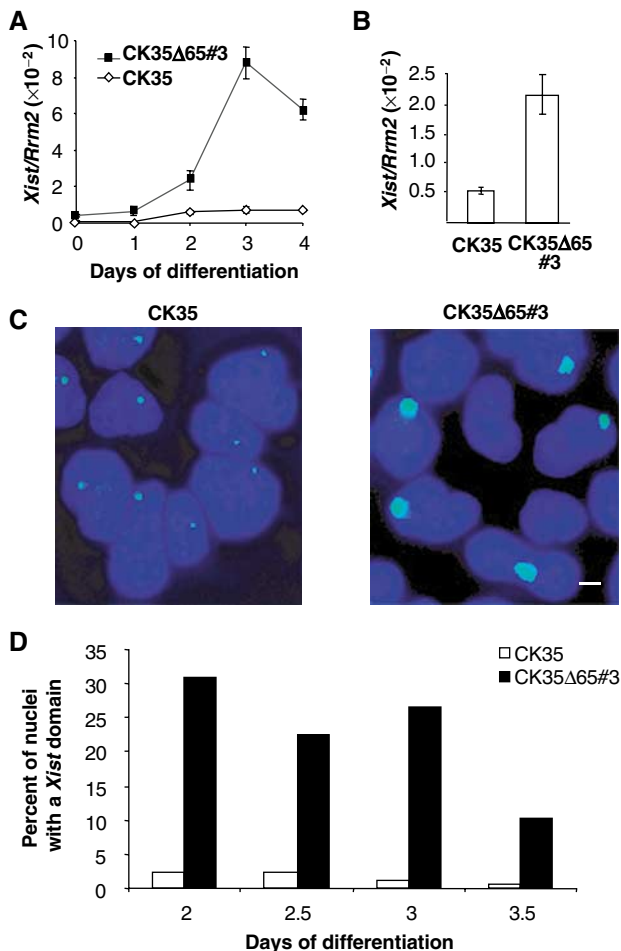 A
Xist/Rrm2 (×10⁻²)
10
8
6
4
2
0
CK35Δ65#3
CK35
0 1 2 3 4
Days of differentiation
B
Xist/Rrm2 (×10⁻²)
2.5
2.0
1.5
1.0
0.5
CK35 CK35Δ65
#3
C
CK35
CK35Δ65#3
D
Percent of nuclei
with a Xist domain
35
30
25
20
15
10
5
0
CK35
CK35Δ65#3
2 2.5 3 3.5
Days of differentiation